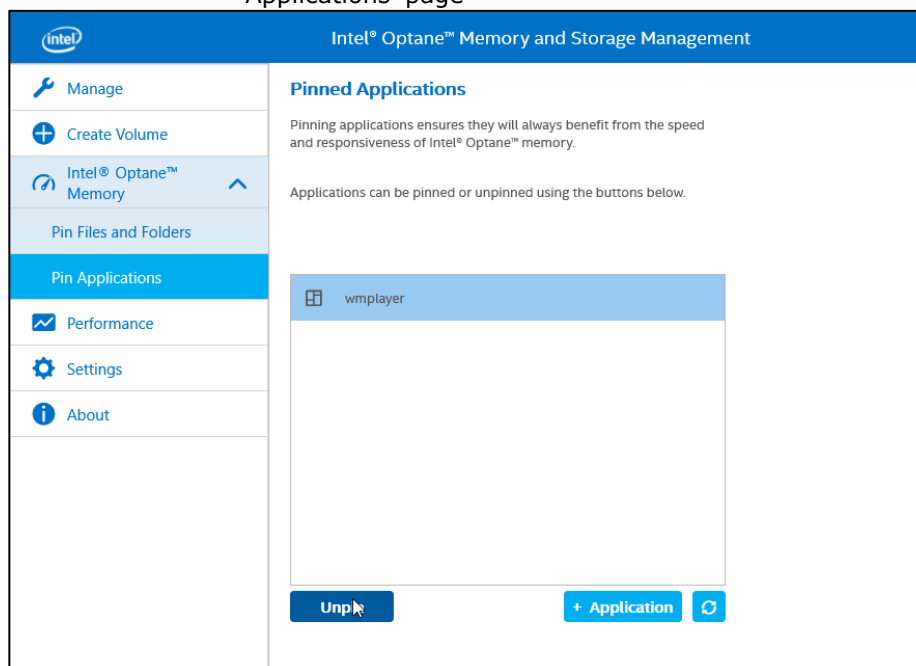 Applications" page
intel
Intel® Optane™ Memory and Storage Management
Manage
Create Volume
Intel® Optane™
Memory
Pin Files and Folders
Pin Applications
Performance
Settings
About
Pinned Applications
Pinning applications ensures they will always benefit from the speed
and responsiveness of Intel® Optane™ memory.
Applications can be pinned or unpinned using the buttons below.
wmplayer
+ Application